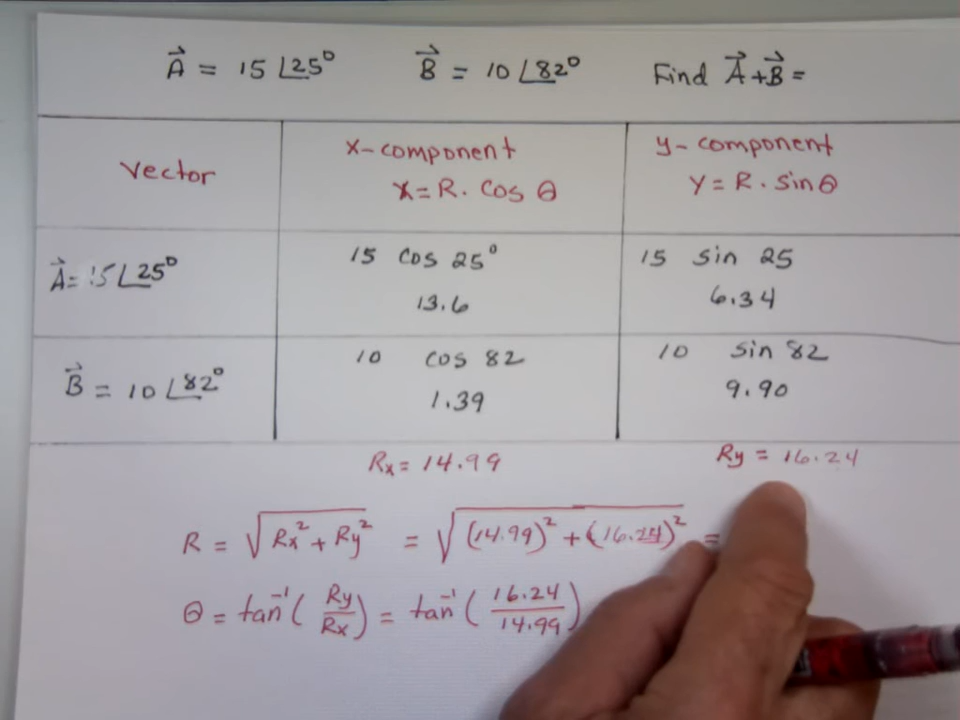 A⃗ = 15 ∠25° B⃗ = 10 ∠82° Find A⃗+B⃗ =
Vector x-component y-component
x = R . cos θ y = R . sin θ
A⃗ = 15∠25° 15 cos 25° 15 sin 25
13.6 6.34
B⃗ = 10 ∠82° 10 cos 82 10 sin 82
1.39 9.90
Rx = 14.99 Ry = 16.24
R = √(Rx² + Ry²) = √((14.99)² + (16.24)²) =
θ = tan⁻¹(Ry/Rx) = tan⁻¹(16.24/14.99)